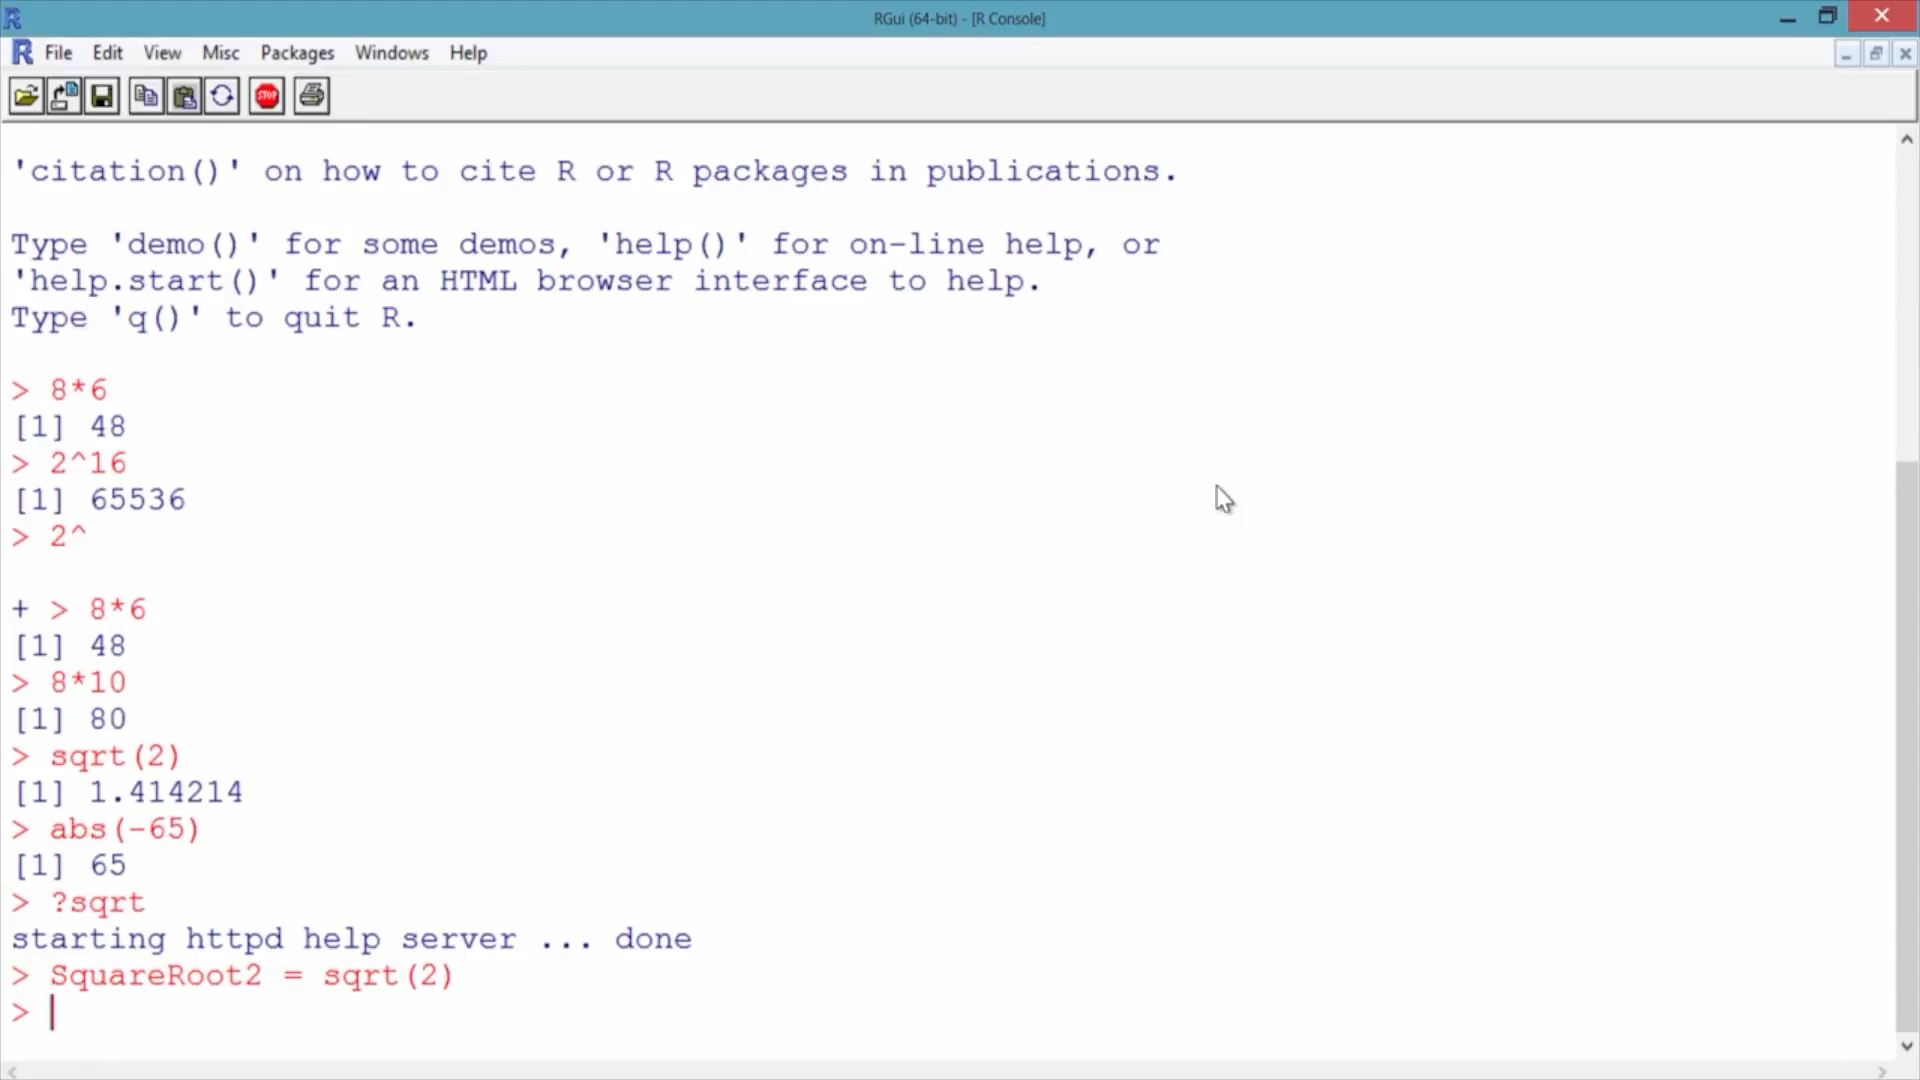 RGui (64-bit) - [R Console]
File Edit View Misc Packages Windows Help
STOP
'citation()' on how to cite R or R packages in publications.
Type 'demo()' for some demos, 'help()' for on-line help, or
'help.start()' for an HTML browser interface to help.
Type 'q()' to quit R.
> 8*6
[1] 48
> 2^16
[1] 65536
> 2^
+ > 8*6
[1] 48
> 8*10
[1] 80
> sqrt(2)
[1] 1.414214
> abs(-65)
[1] 65
> ?sqrt
starting httpd help server ... done
> SquareRoot2 = sqrt(2)
>